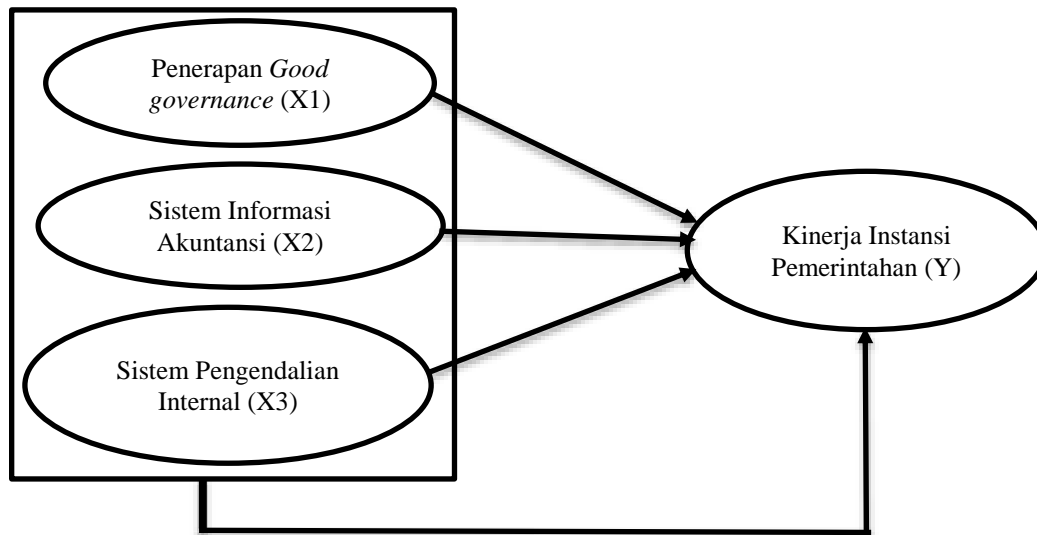 Penerapan Good
governance (X1)
Sistem Informasi
Akuntansi (X2)
Sistem Pengendalian
Internal (X3)
Kinerja Instansi
Pemerintahan (Y)